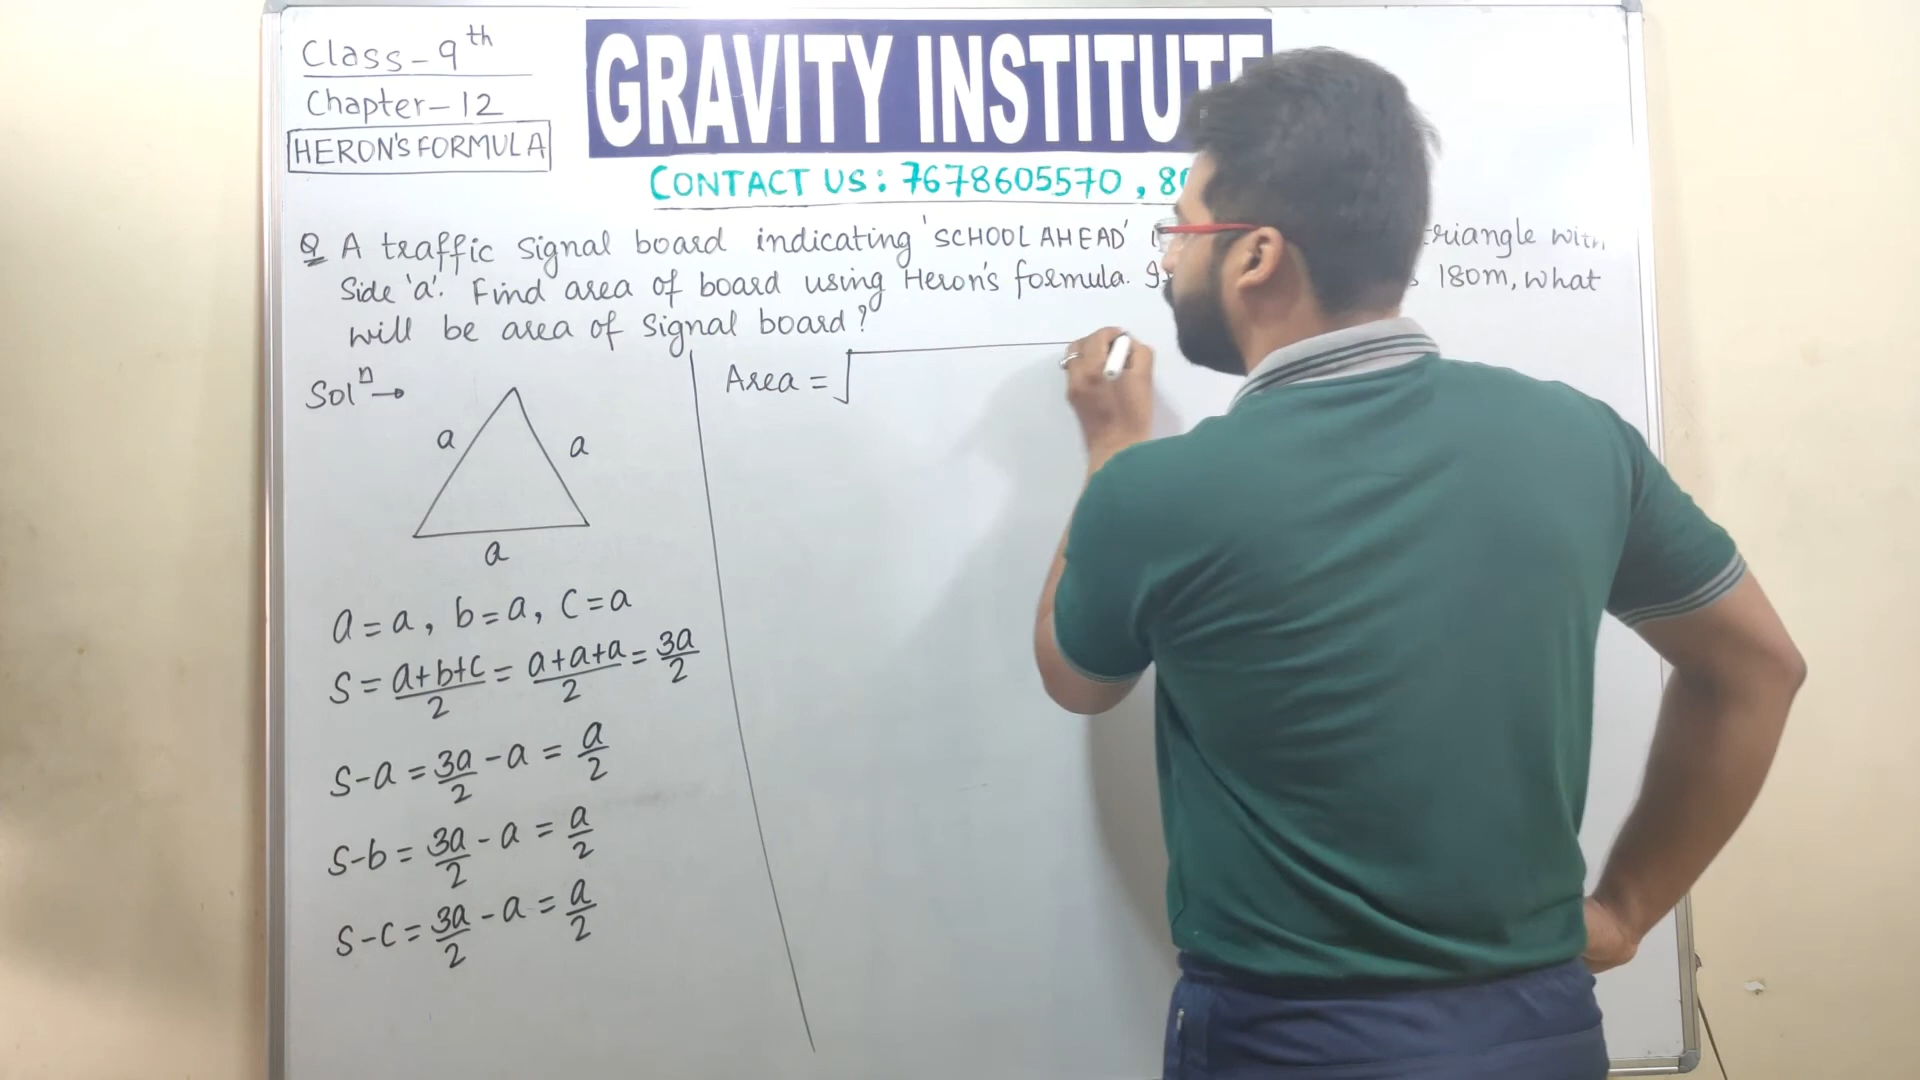 Class-9th
Chapter-12
HERON'S FORMULA
GRAVITY INSTITUTE
CONTACT US: 7678605570 , 8
Q A traffic signal board indicating 'SCHOOL AHEAD' triangle with
Side 'a'. Find area of board using Heron's formula. 180m, what
will be area of signal board?
Solⁿ→
a
a
a
a=a, b=a, c=a
S = a+b+c/2 = a+a+a/2 = 3a/2
S-a = 3a/2 - a = a/2
S-b = 3a/2 - a = a/2
S-c = 3a/2 - a = a/2
Area = √